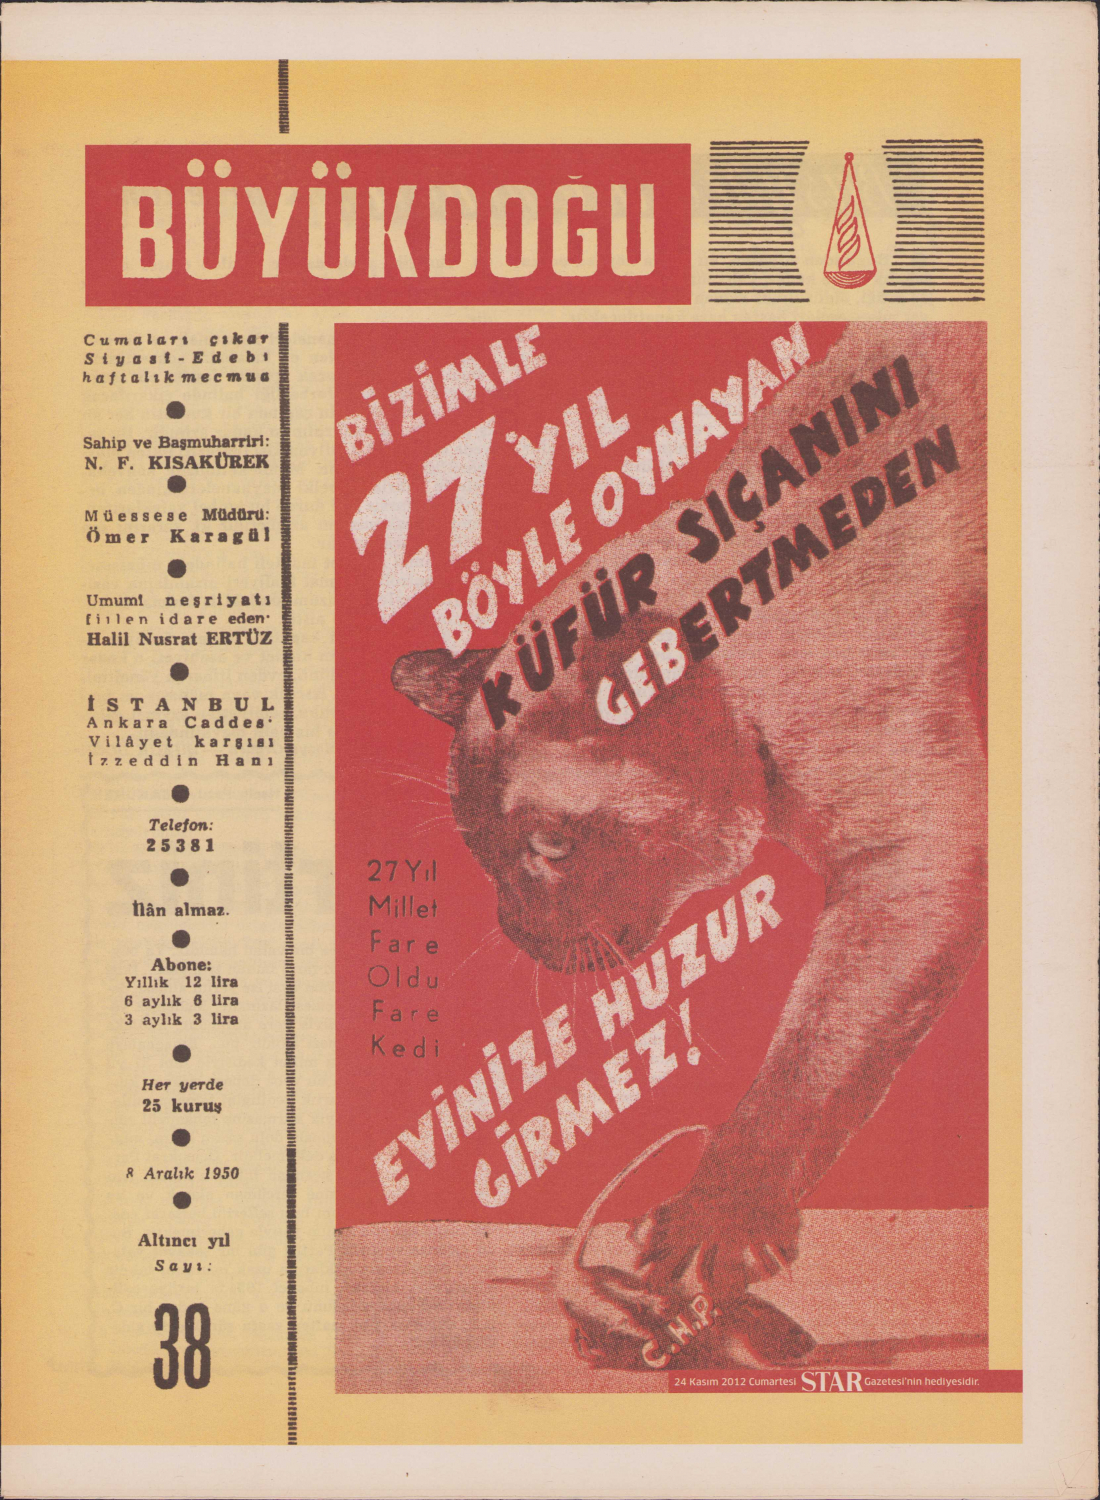 BÜYÜKDOĞU
Cumaları çıkar
Siyasî-Edebi
haftalık mecmua
Sahip ve Başmuharriri:
N. F. KISAKÜREK
Müessese Müdürü:
Ömer Karagül
Umumî neşriyatı
fiilen idare eden·
Halil Nusrat ERTÜZ
İSTANBUL
Ankara Caddes·
Vilâyet karşısı
İzzeddin Hanı
Telefon:
25381
İlân almaz.
Abone:
Yıllık 12 lira
6 aylık 6 lira
3 aylık 3 lira
Her yerde
25 kuruş
8 Aralık 1950
Altıncı yıl
Sayı:
38
BİZİMLE
27 YIL
BÖYLE OYNAYAN
KÜFÜR SIÇANINI
GEBERTMEDEN
27 Yıl
Millet
Fare
Oldu
Fare
Kedi
EVİNİZE HUZUR
GİRMEZ!
C.H.P.
24 Kasım 2012 Cumartesi STAR Gazetesi'nin hediyesidir.